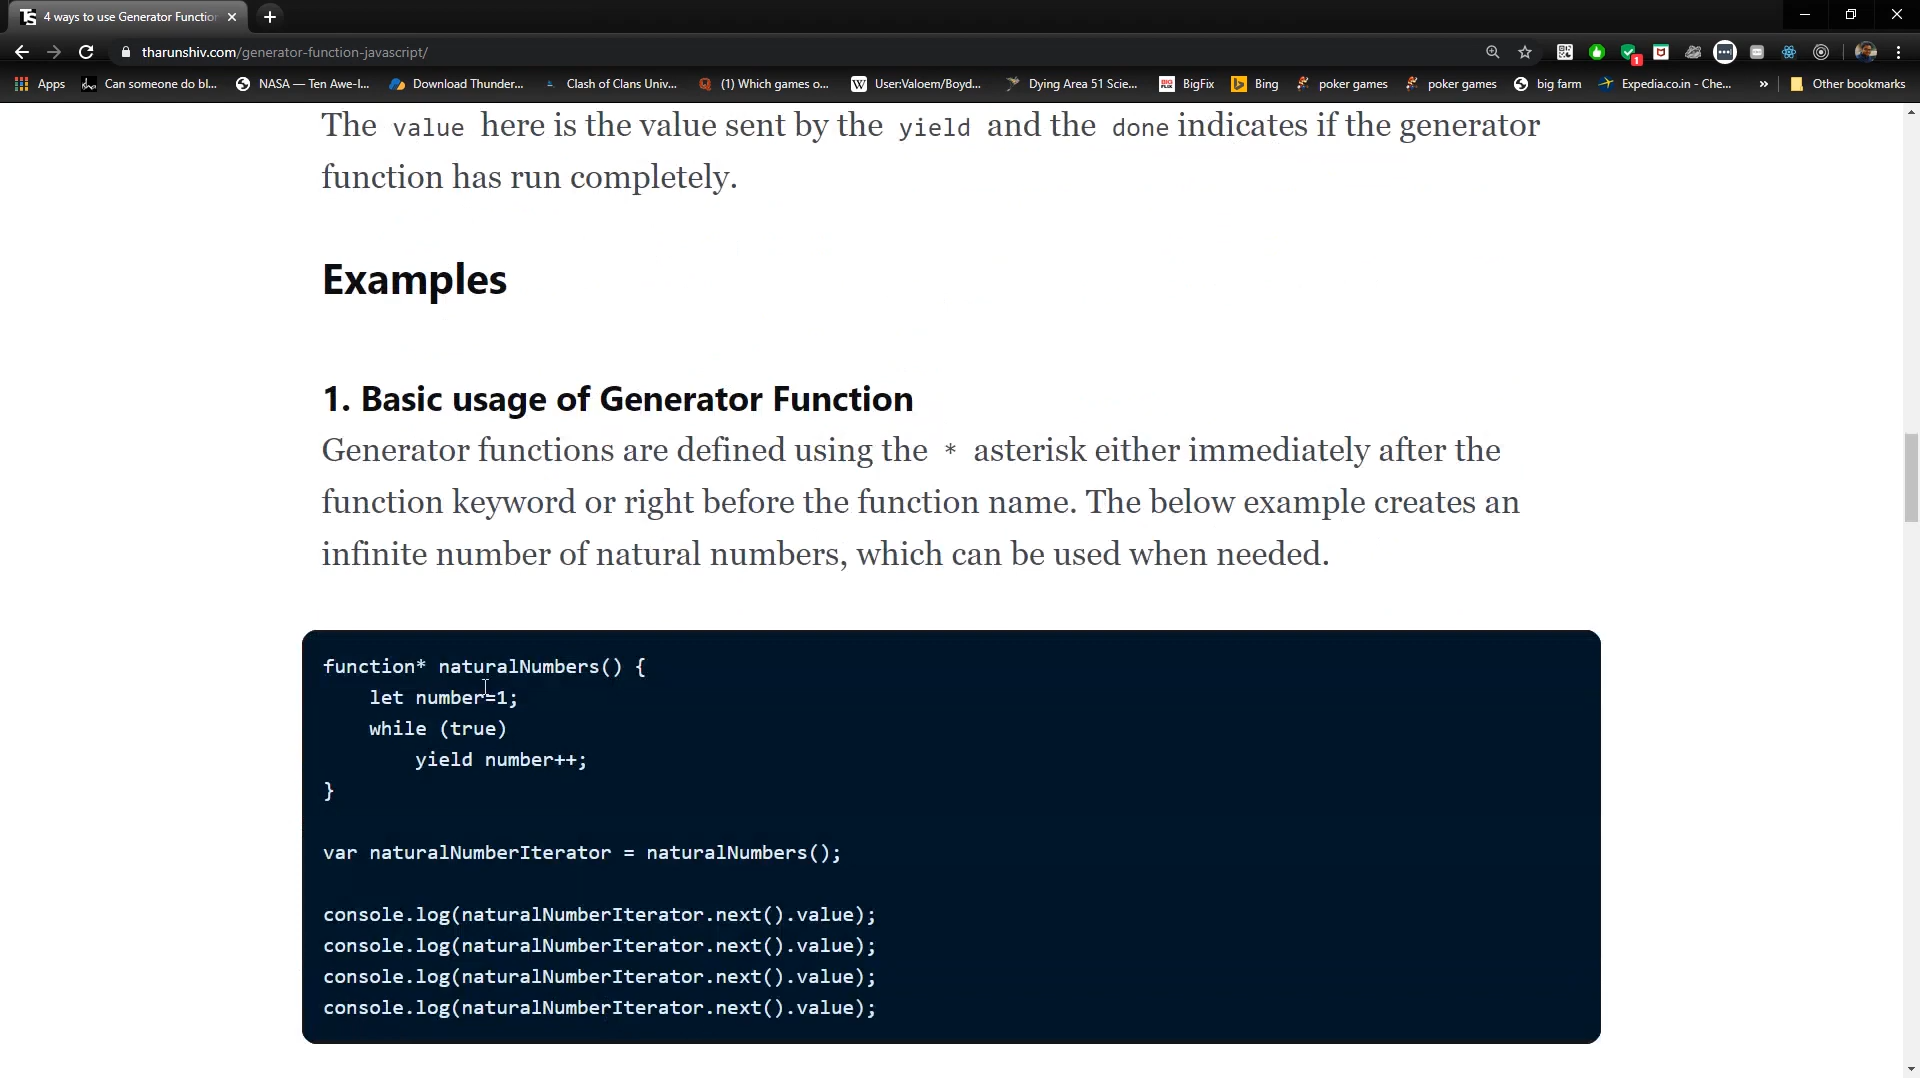 4 ways to use Generator Function
tharunshiv.com/generator-function-javascript/
1
Apps Can someone do bl... NASA — Ten Awe-I... Download Thunder... Clash of Clans Univ... (1) Which games o... User:Valoem/Boyd... Dying Area 51 Scie... BigFix Bing poker games poker games big farm Expedia.co.in - Che... » Other bookmarks
The value here is the value sent by the yield and the done indicates if the generator
function has run completely.
Examples
1. Basic usage of Generator Function
Generator functions are defined using the * asterisk either immediately after the
function keyword or right before the function name. The below example creates an
infinite number of natural numbers, which can be used when needed.
function* naturalNumbers() {
    let number=1;
    while (true)
        yield number++;
}
var naturalNumberIterator = naturalNumbers();
console.log(naturalNumberIterator.next().value);
console.log(naturalNumberIterator.next().value);
console.log(naturalNumberIterator.next().value);
console.log(naturalNumberIterator.next().value);